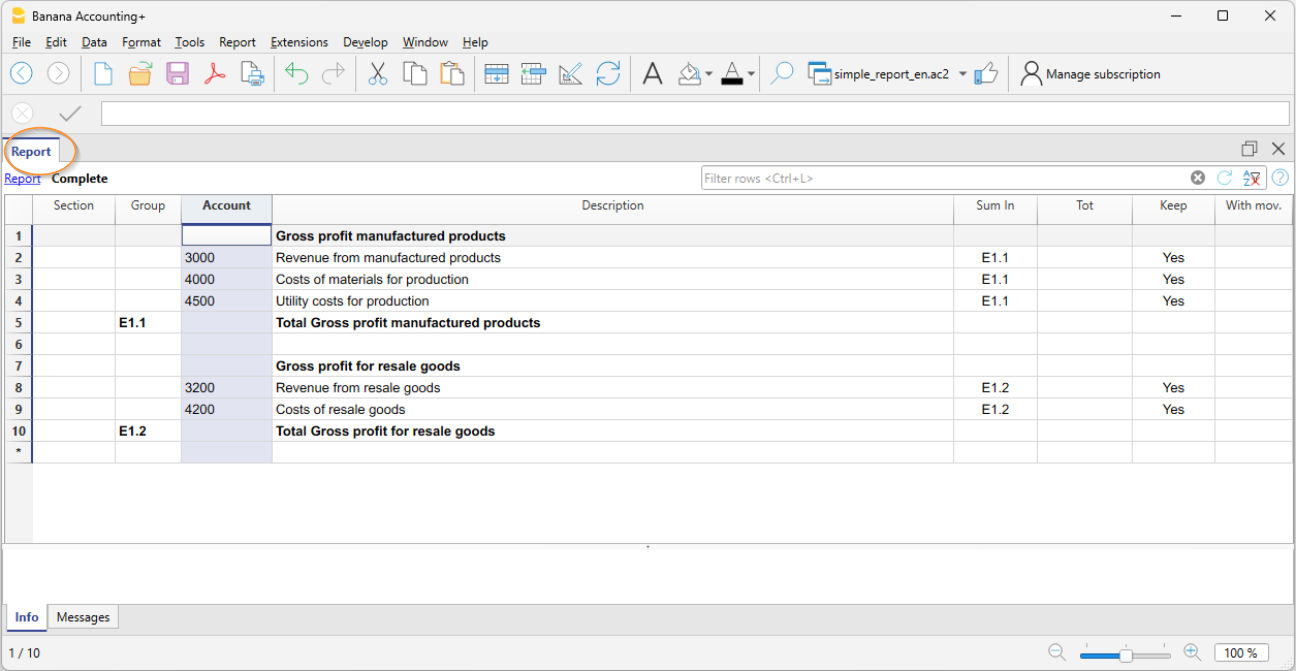 Banana Accounting+
File Edit Data Format Tools Report Extensions Develop Window Help
simple_report_en.ac2 Manage subscription
Report
Report Complete Filter rows <Ctrl+L>
Section Group Account Description Sum In Tot Keep With mov.
1 Gross profit manufactured products
2 3000 Revenue from manufactured products E1.1 Yes
3 4000 Costs of materials for production E1.1 Yes
4 4500 Utility costs for production E1.1 Yes
5 E1.1 Total Gross profit manufactured products
6
7 Gross profit for resale goods
8 3200 Revenue from resale goods E1.2 Yes
9 4200 Costs of resale goods E1.2 Yes
10 E1.2 Total Gross profit for resale goods
*
Info Messages
1 / 10 100 %